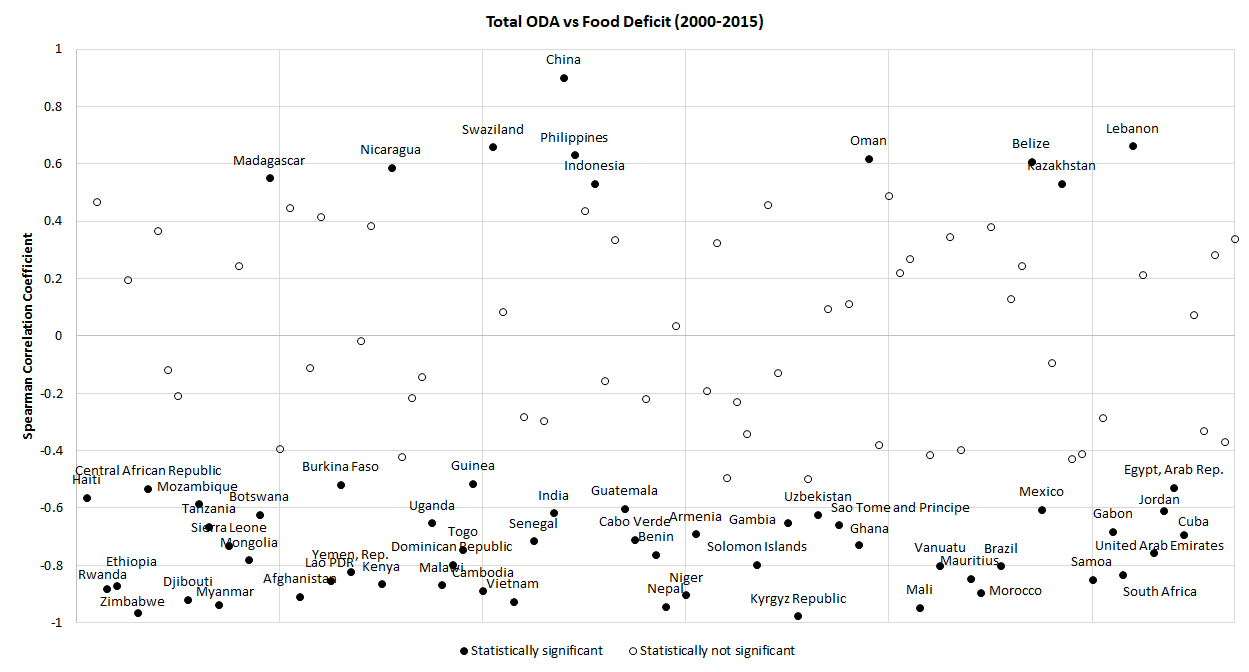 Total ODA vs Food Deficit (2000-2015)
1
China
Lebanon
Swaziland
Philippines
Oman
Belize
0.8
Nicaragua
Madagascar
Indonesia
Kazakhstan
0.6
0.4
0.2
Spearman Correlation Coefficient
0
-0.2
-0.4
Central African Republic
Burkina Faso
Guinea
Egypt, Arab Rep.
Haiti
Mozambique
Botswana
India
Guatemala
Uzbekistan
Mexico
Jordan
-0.6
Tanzania
Uganda
Sao Tome and Principe
Gabon
Sierra Leone
Senegal
Cabo Verde
Armenia
Gambia
Ghana
Cuba
Mongolia
Togo
Benin
Yemen, Rep.
Dominican Republic
Solomon Islands
Vanuatu
Brazil
United Arab Emirates
Ethiopia
Lao PDR
-0.8
Rwanda
Djibouti
Afghanistan
Kenya
Malawi
Cambodia
Niger
Mauritius
Samoa
Zimbabwe
Myanmar
Vietnam
Nepal
Kyrgyz Republic
Mali
Morocco
South Africa
-1
Statistically significant
Statistically not significant